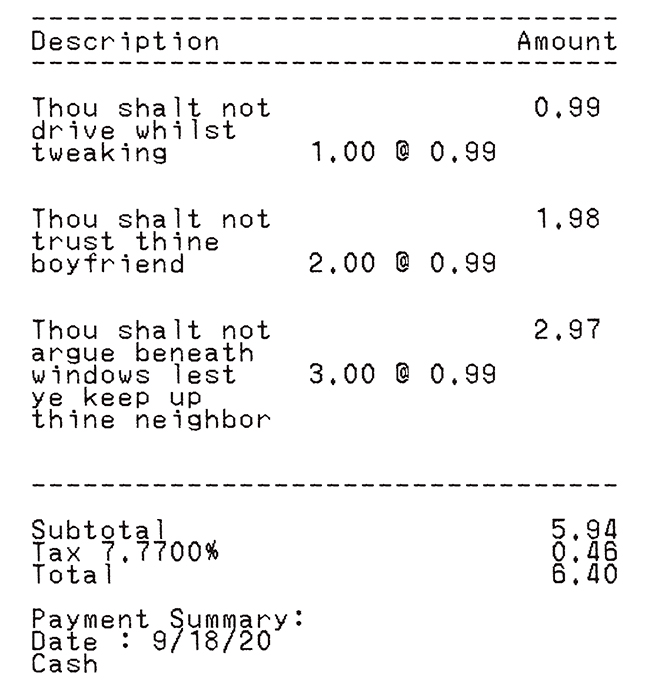 ----------------------------------
Description Amount
----------------------------------
Thou shalt not 0.99
drive whilst
tweaking 1.00 @ 0.99
Thou shalt not 1.98
trust thine
boyfriend 2.00 @ 0.99
Thou shalt not 2.97
argue beneath
windows lest 3.00 @ 0.99
ye keep up
thine neighbor
----------------------------------
Subtotal 5.94
Tax 7.7700% 0.46
Total 6.40
Payment Summary:
Date : 9/18/20
Cash